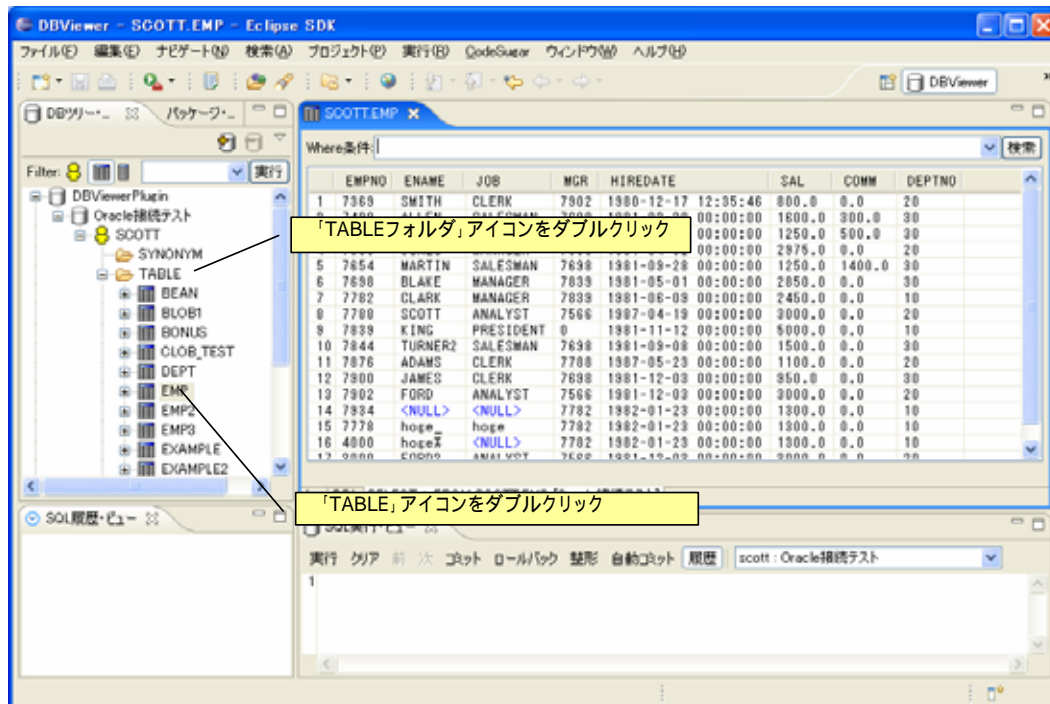 DBViewer - SCOTT.EMP - Eclipse SDK
ファイル(F) 編集(E) ナビゲート(N) 検索(A) プロジェクト(P) 実行(R) CodeSugar ウィンドウ(W) ヘルプ(H)
DBViewer
DBツリー・... パッケージ・...
SCOTT.EMP
Where条件: 検索
Filter: 実行
DBViewerPlugin
Oracle接続テスト
SCOTT
SYNONYM
TABLE
BEAN
BLOB1
BONUS
CLOB_TEST
DEPT
EMP
EMP2
EMP3
EXAMPLE
EXAMPLE2
EMPNO ENAME JOB MGR HIREDATE SAL COMM DEPTNO
1 7369 SMITH CLERK 7902 1980-12-17 12:35:46 800.0 0.0 20
00:00:00 1600.0 300.0 30
「TABLEフォルダ」アイコンをダブルクリック
00:00:00 1250.0 500.0 30
00:00:00 2975.0 0.0 20
5 7654 MARTIN SALESMAN 7698 1981-09-28 00:00:00 1250.0 1400.0 30
6 7698 BLAKE MANAGER 7839 1981-05-01 00:00:00 2850.0 0.0 30
7 7782 CLARK MANAGER 7839 1981-06-09 00:00:00 2450.0 0.0 10
8 7788 SCOTT ANALYST 7566 1987-04-19 00:00:00 3000.0 0.0 20
9 7839 KING PRESIDENT 0 1981-11-12 00:00:00 5000.0 0.0 10
10 7844 TURNER2 SALESMAN 7698 1981-09-08 00:00:00 1500.0 0.0 30
11 7876 ADAMS CLERK 7788 1987-05-23 00:00:00 1100.0 0.0 20
12 7900 JAMES CLERK 7698 1981-12-03 00:00:00 950.0 0.0 30
13 7902 FORD ANALYST 7566 1981-12-03 00:00:00 3000.0 0.0 20
14 7934 <NULL> <NULL> 7782 1982-01-23 00:00:00 1300.0 0.0 10
15 7778 hoge_ hoge 7782 1982-01-23 00:00:00 1300.0 0.0 10
16 4000 hoge% <NULL> 7782 1982-01-23 00:00:00 1300.0 0.0 10
「TABLE」アイコンをダブルクリック
SQL履歴・ビュー
SQL実行・ビュー
実行 クリア 前 次 コミット ロールバック 整形 自動コミット 履歴 scott : Oracle接続テスト
1